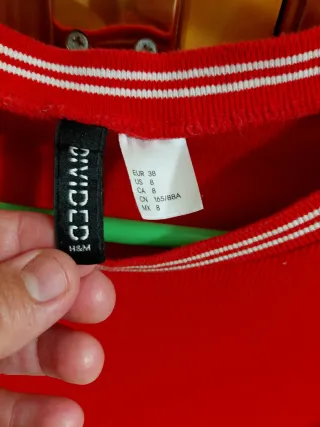 DIVIDED
H&M
EUR 38
US 8
CA 8
CN 165/88A
MX 8